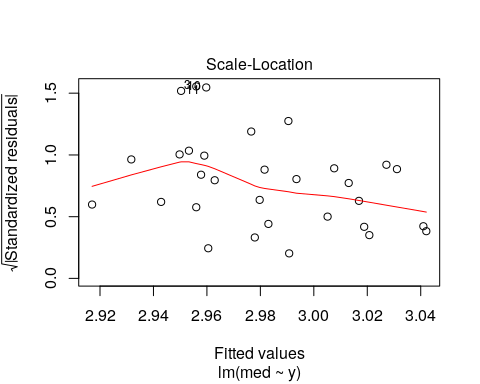 Scale-Location
√|Standardized residuals|
1.5
1.0
0.5
0.0
2.92 2.94 2.96 2.98 3.00 3.02 3.04
Fitted values
lm(med ~ y)